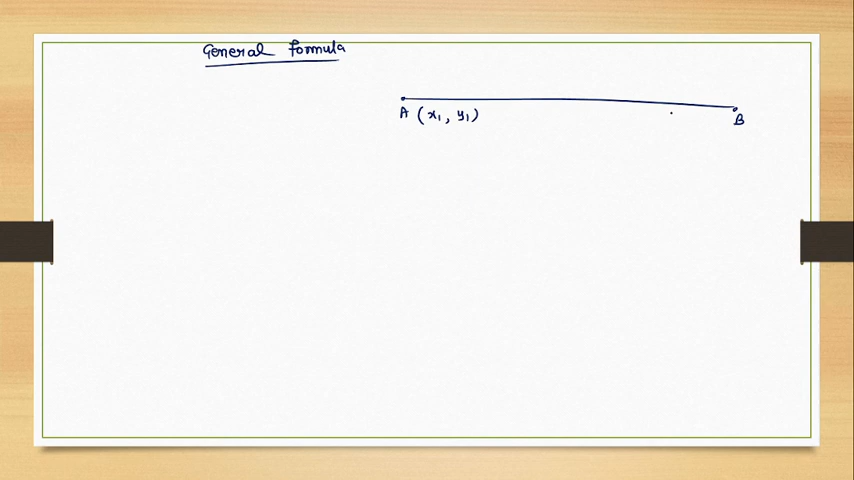 General formula
A (x₁, y₁) B